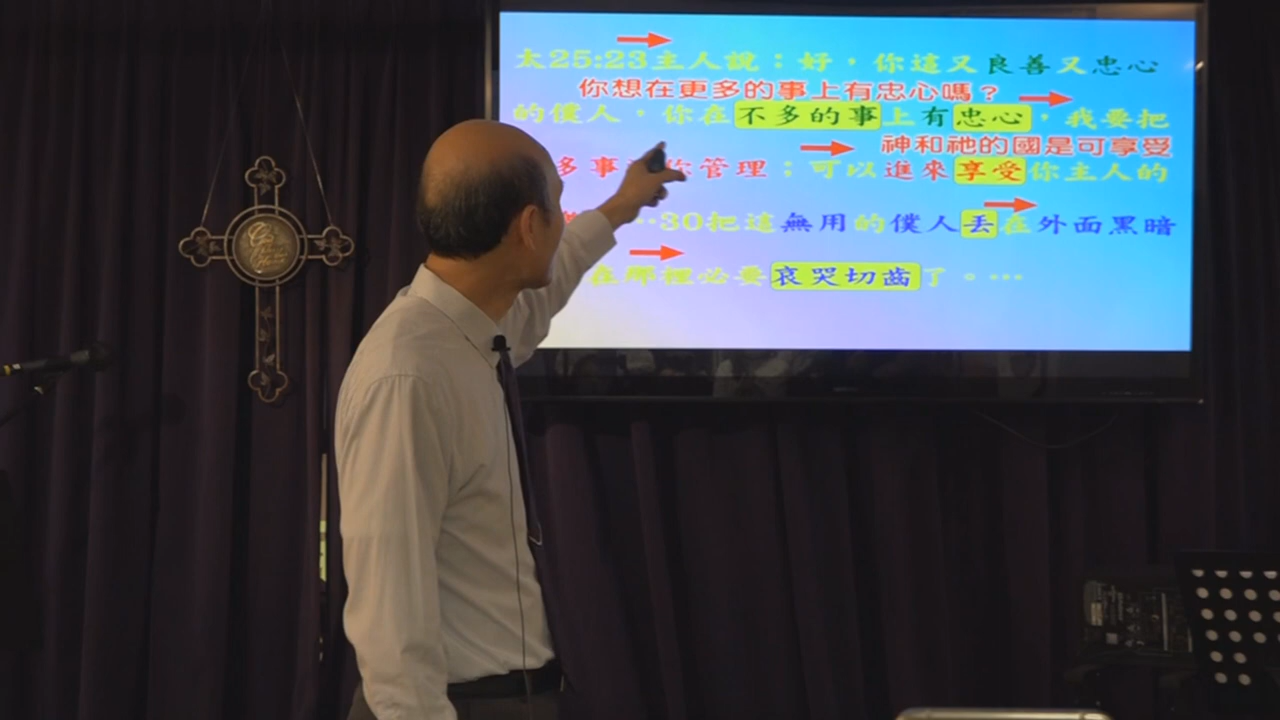 太25:23主人說：好，你這又良善又忠心
你想在更多的事上有忠心嗎？
的僕人，你在不多的事上有忠心，我要把
神和祂的國是可享受
多事 你管理；可以進來享受你主人的
‥30把這無用的僕人丟在外面黑暗
在那裡必要哀哭切齒了。…